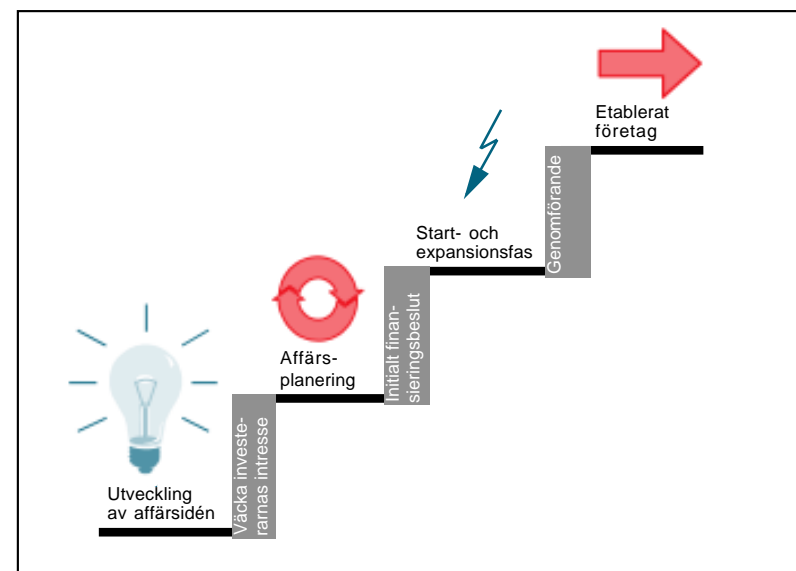 Utveckling
av affärsidén
Väcka investe-
rarnas intresse
Affärs-
planering
Initialt finan-
sieringsbeslut
Start- och
expansionsfas
Genomförande
Etablerat
företag